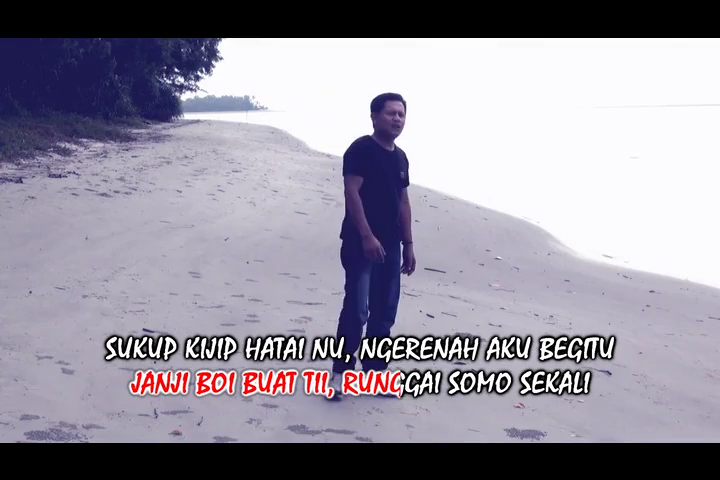 SUKUP KIJIP HATAI NU, NGERENAH AKU BEGITU
JANJI BOI BUAT TII, RUNGGAI SOMO SEKALI